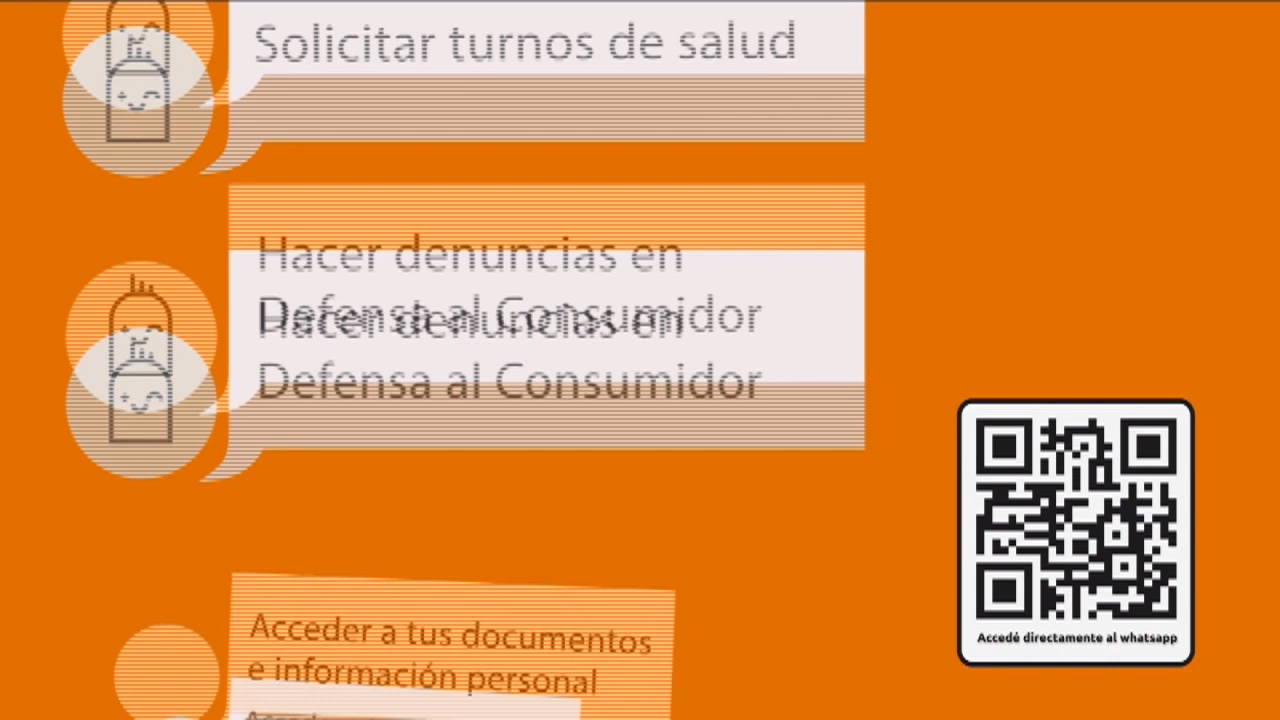 Solicitar turnos de salud
Hacer denuncias en
Defensa al Consumidor
Hacer denuncias en
Defensa al Consumidor
Acceder a tus documentos
e información personal
Accedé directamente al whatsapp